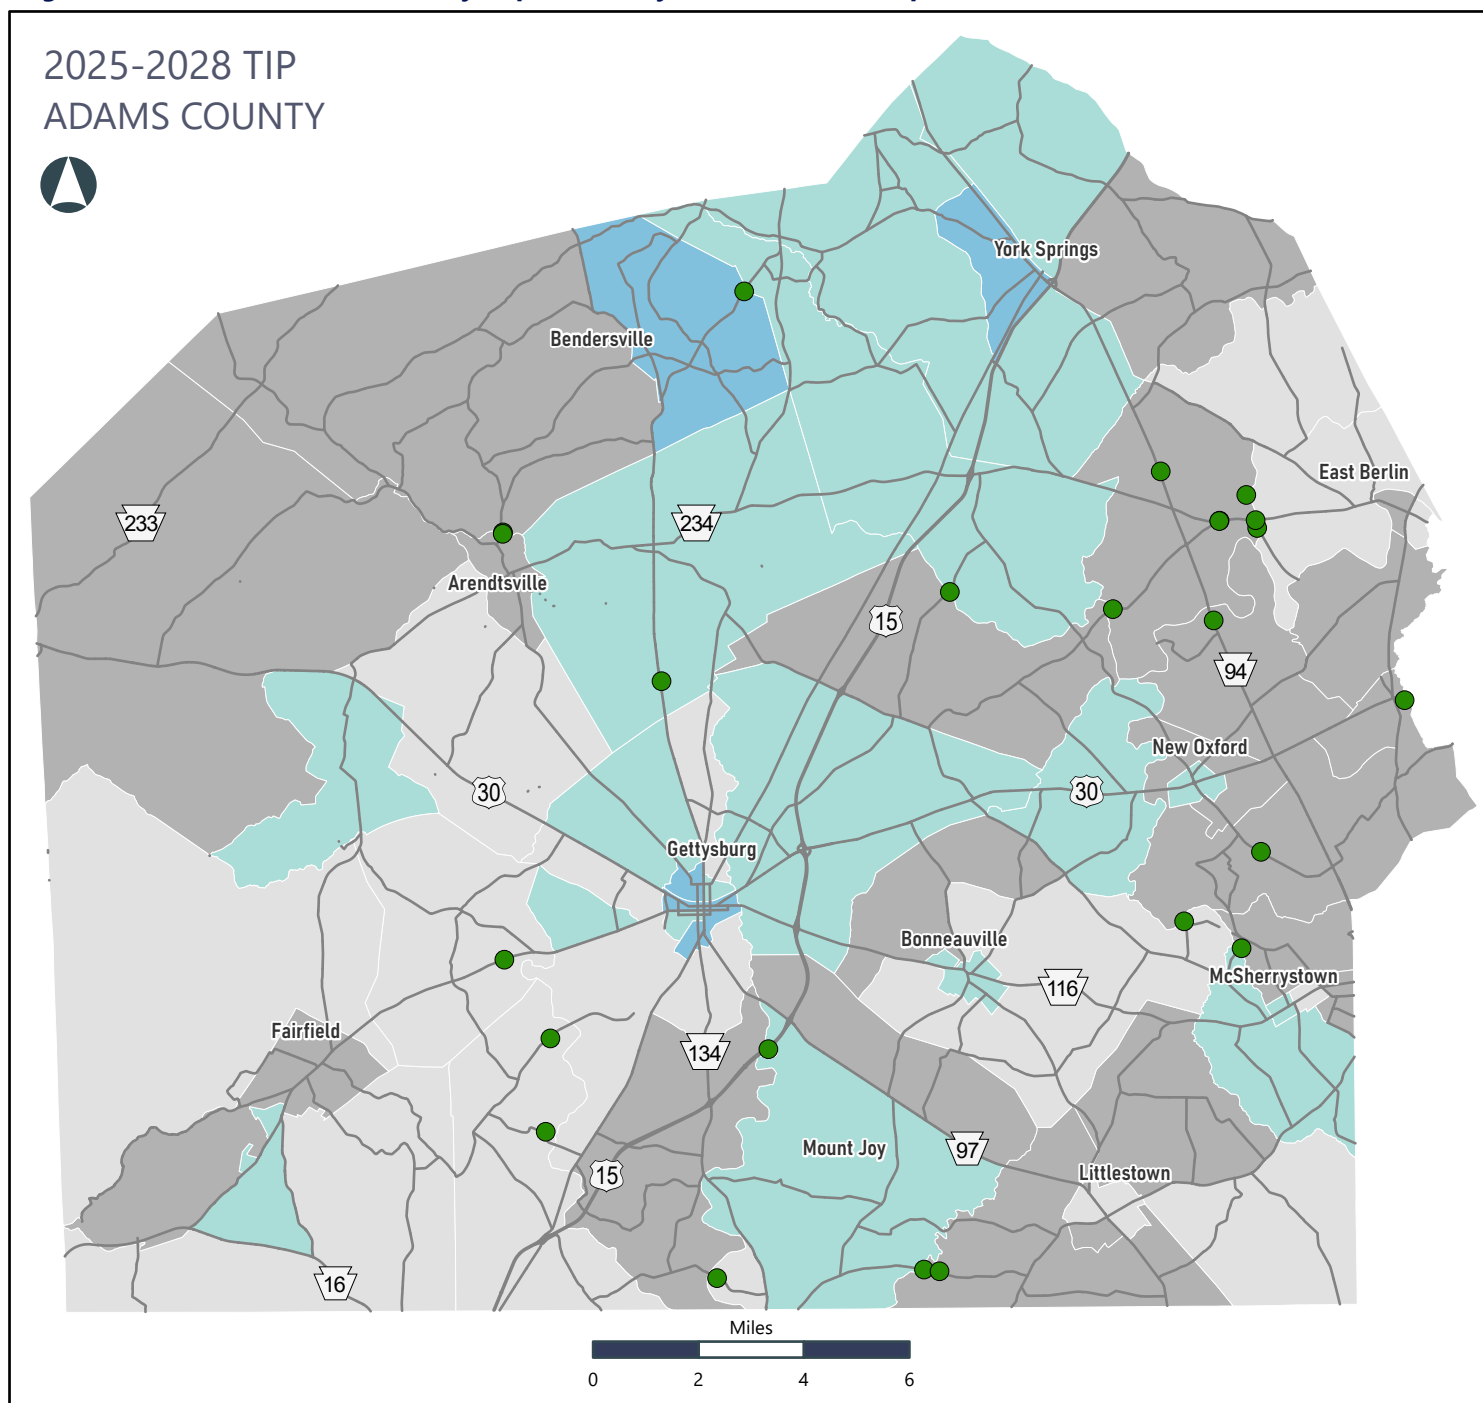 2025-2028 TIP
ADAMS COUNTY
York Springs
Bendersville
East Berlin
233
234
Arendtsville
15
94
New Oxford
30
30
Gettysburg
Bonneauville
McSherrystown
116
Fairfield
134
Mount Joy
97
Littlestown
15
16
Miles
0 2 4 6